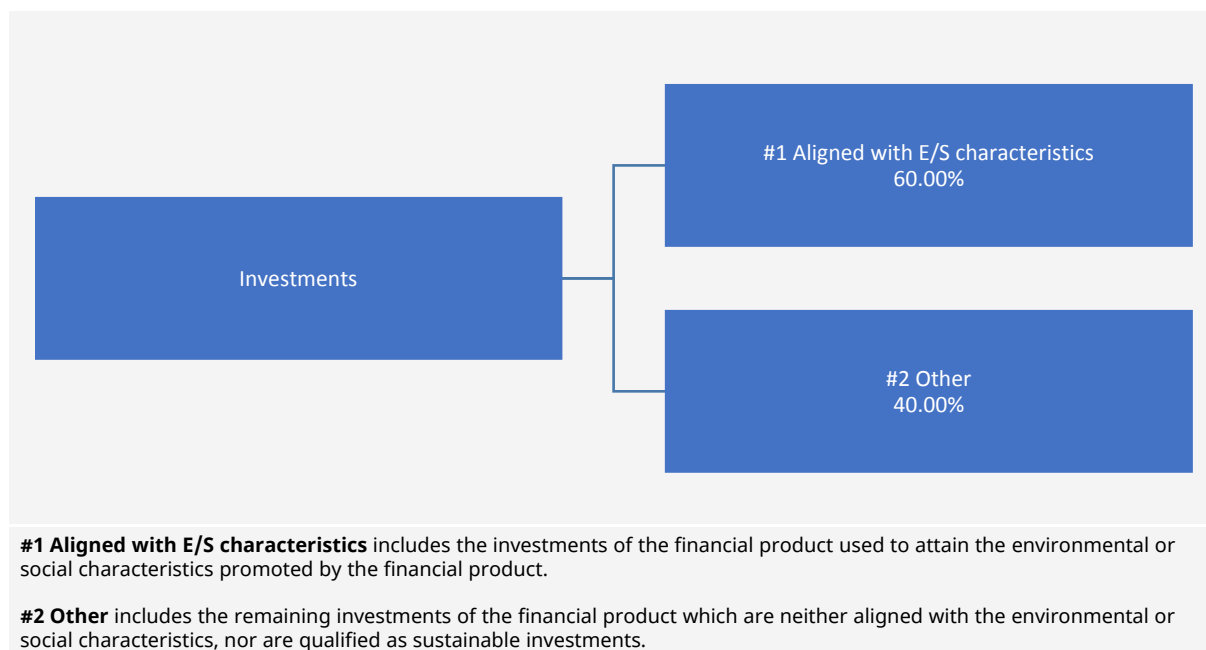 #1 Aligned with E/S characteristics
60.00%
Investments
#2 Other
40.00%
#1 Aligned with E/S characteristics includes the investments of the financial product used to attain the environmental or
social characteristics promoted by the financial product.
#2 Other includes the remaining investments of the financial product which are neither aligned with the environmental or
social characteristics, nor are qualified as sustainable investments.